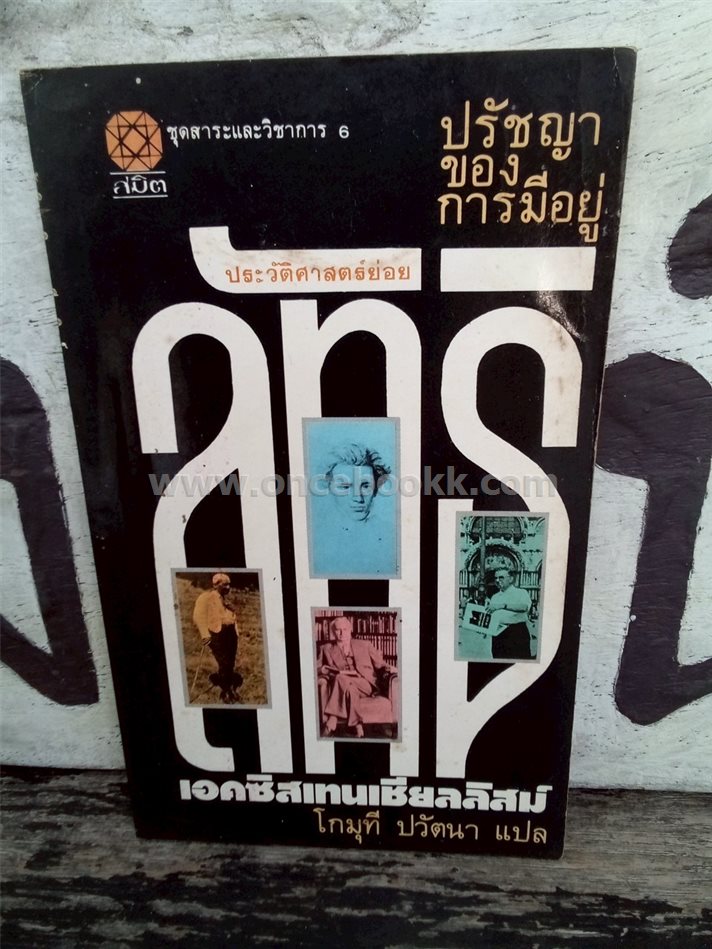 ชุดสาระและวิชาการ 6
สมิต
ปรัชญา
ของ
การมีอยู่
ประวัติศาสตร์ย่อย
ลัทธิ
www.oncebookk.com
เอคซิสเทนเชียลลิสม์
โกมุที ปวัตนา แปล